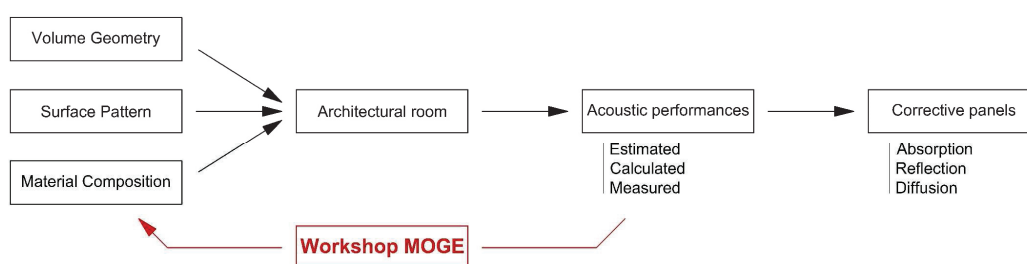 Volume Geometry
Surface Pattern
Material Composition
Architectural room
Acoustic performances
Estimated
Calculated
Measured
Corrective panels
Absorption
Reflection
Diffusion
Workshop MOGE